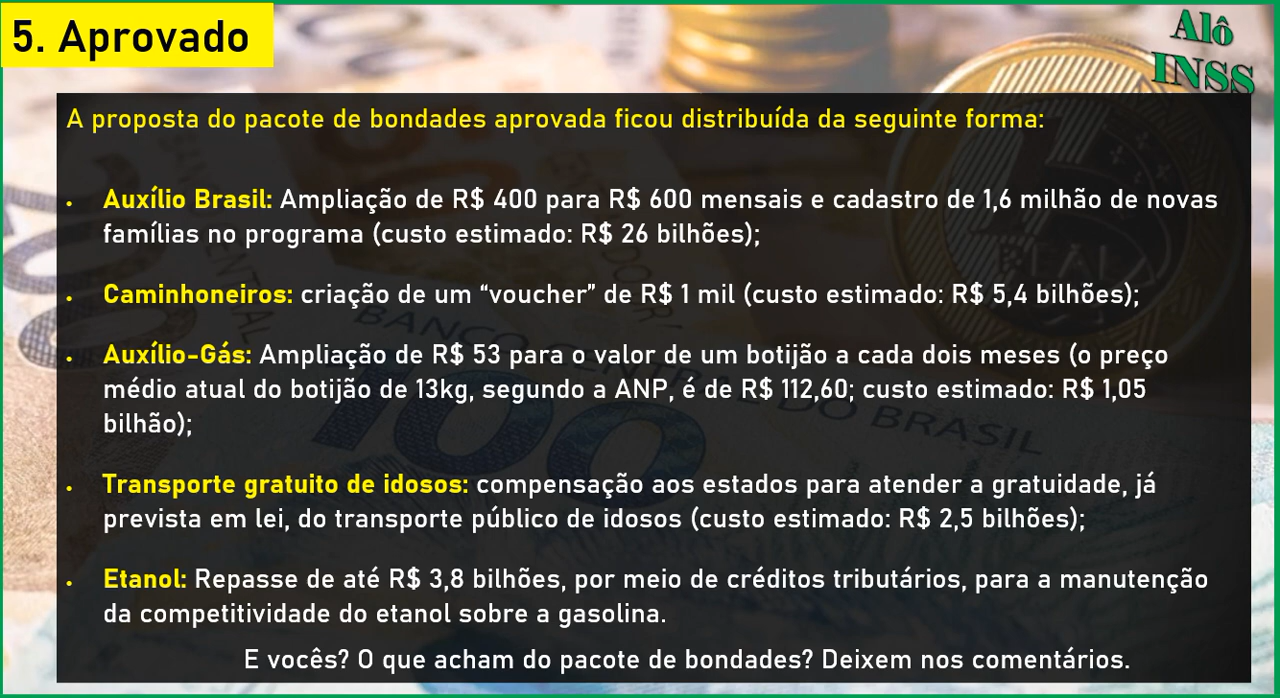 5. Aprovado
Alô
INSS
A proposta do pacote de bondades aprovada ficou distribuída da seguinte forma:
• Auxílio Brasil: Ampliação de R$ 400 para R$ 600 mensais e cadastro de 1,6 milhão de novas
famílias no programa (custo estimado: R$ 26 bilhões);
• Caminhoneiros: criação de um “voucher” de R$ 1 mil (custo estimado: R$ 5,4 bilhões);
• Auxílio-Gás: Ampliação de R$ 53 para o valor de um botijão a cada dois meses (o preço
médio atual do botijão de 13kg, segundo a ANP, é de R$ 112,60; custo estimado: R$ 1,05
bilhão);
• Transporte gratuito de idosos: compensação aos estados para atender a gratuidade, já
prevista em lei, do transporte público de idosos (custo estimado: R$ 2,5 bilhões);
• Etanol: Repasse de até R$ 3,8 bilhões, por meio de créditos tributários, para a manutenção
da competitividade do etanol sobre a gasolina.
E vocês? O que acham do pacote de bondades? Deixem nos comentários.
BANCO CENTRAL DO BRASIL
100
REAL